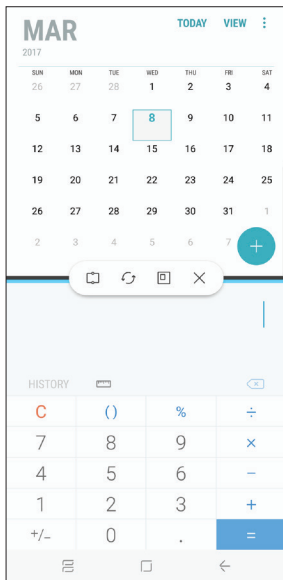 MAR
TODAY VIEW
2017
SUN MON TUE WED THU FRI SAT
26 27 28 1 2 3 4
5 6 7 8 9 10 11
12 13 14 15 16 17 18
19 20 21 22 23 24 25
26 27 28 29 30 31 1
2 3 4 5 6 7
+
HISTORY
C () % ÷
7 8 9 ×
4 5 6 −
1 2 3 +
+/− 0 . =